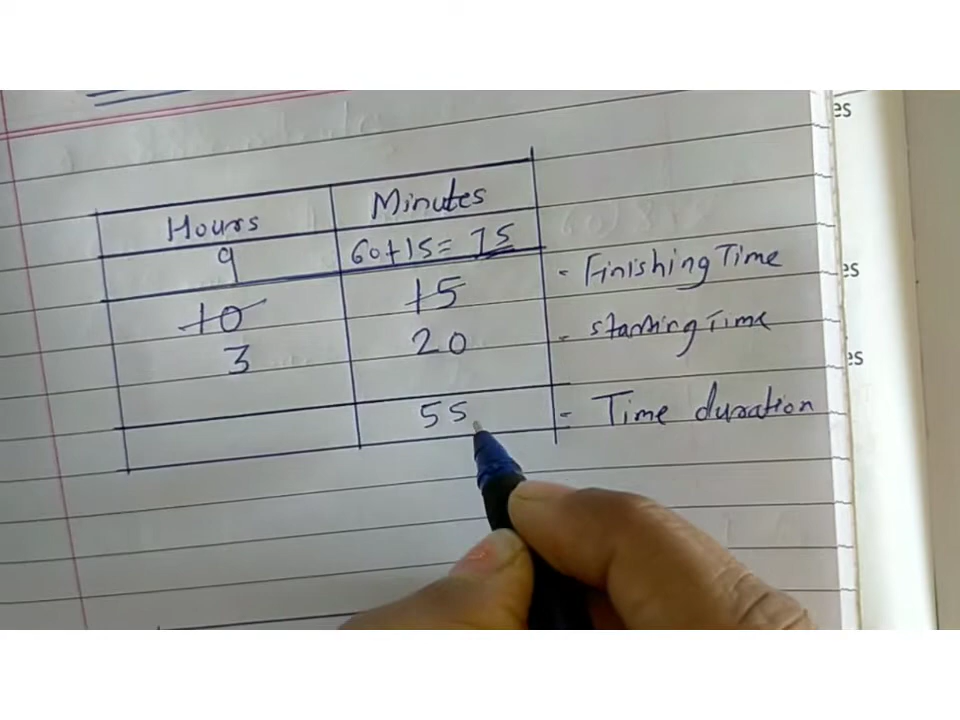 Hours Minutes
9 60+15= 75
10 15 - Finishing Time
3 20 - starting Time
55 = Time duration
es
es
es